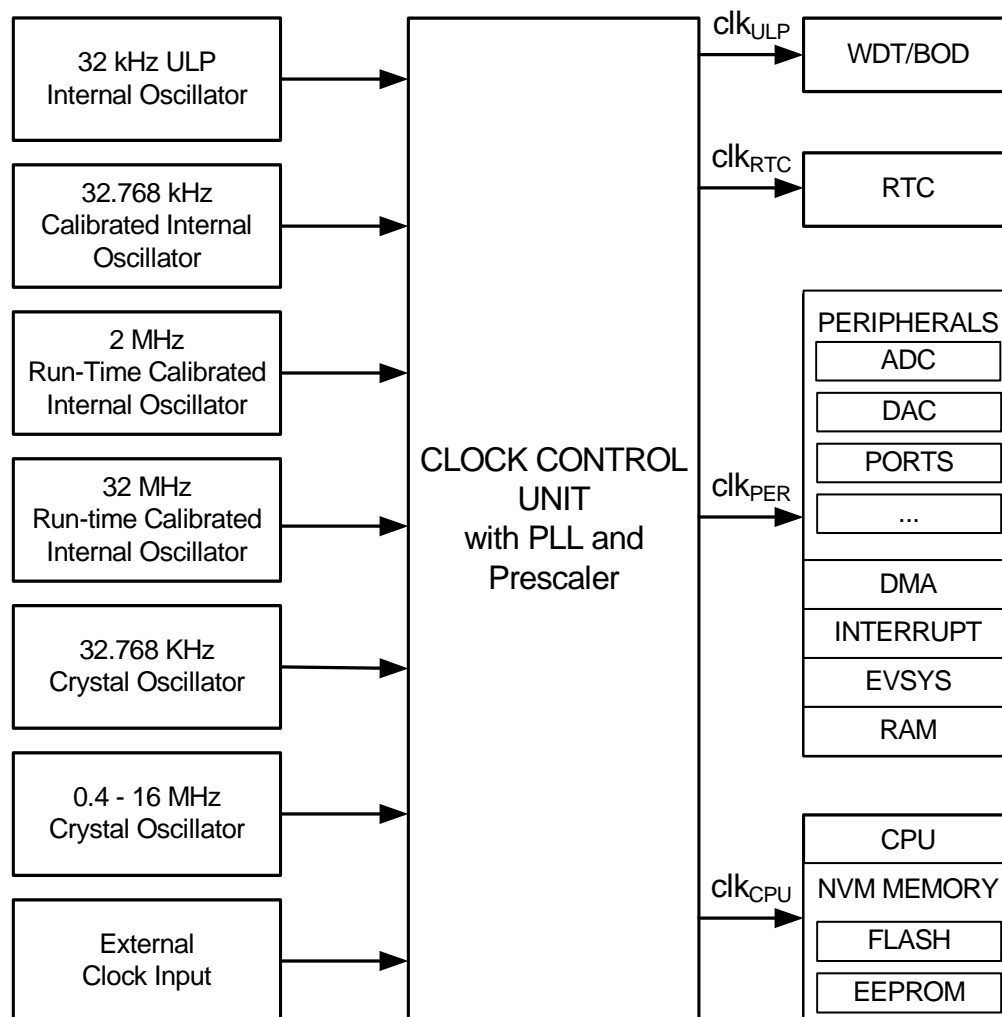 32 kHz ULP
Internal Oscillator
32.768 kHz
Calibrated Internal
Oscillator
2 MHz
Run-Time Calibrated
Internal Oscillator
32 MHz
Run-time Calibrated
Internal Oscillator
32.768 KHz
Crystal Oscillator
0.4 - 16 MHz
Crystal Oscillator
External
Clock Input
CLOCK CONTROL
UNIT
with PLL and
Prescaler
clkULP
WDT/BOD
clkRTC
RTC
clkPER
PERIPHERALS
ADC
DAC
PORTS
...
DMA
INTERRUPT
EVSYS
RAM
clkCPU
CPU
NVM MEMORY
FLASH
EEPROM